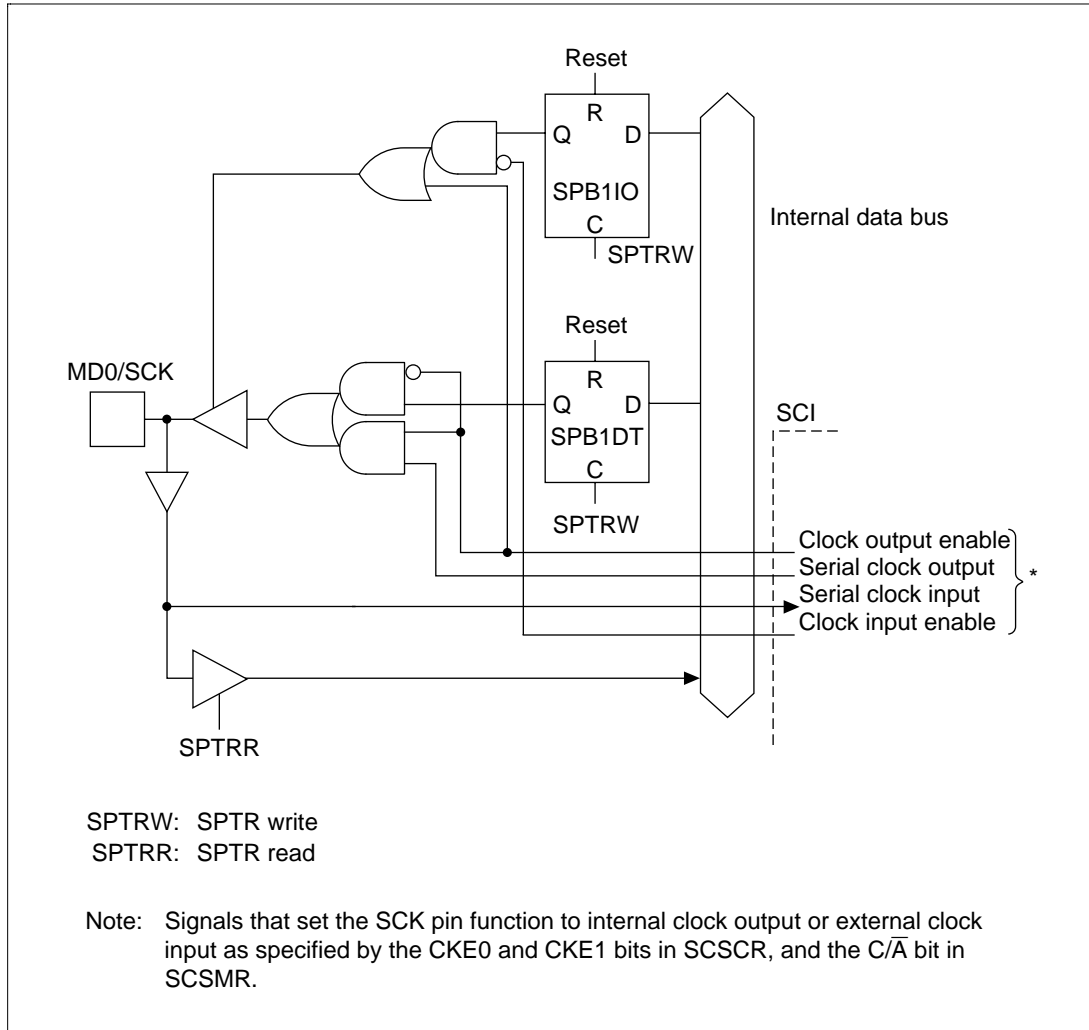 Reset
R
Q D
SPB1IO
C
SPTRW
Internal data bus
Reset
MD0/SCK
R
Q D
SPB1DT
C
SPTRW
SCI
Clock output enable
Serial clock output
Serial clock input
Clock input enable
*
SPTRR
SPTRW: SPTR write
SPTRR: SPTR read
Note: Signals that set the SCK pin function to internal clock output or external clock
input as specified by the CKE0 and CKE1 bits in SCSCR, and the C/A̅ bit in
SCSMR.